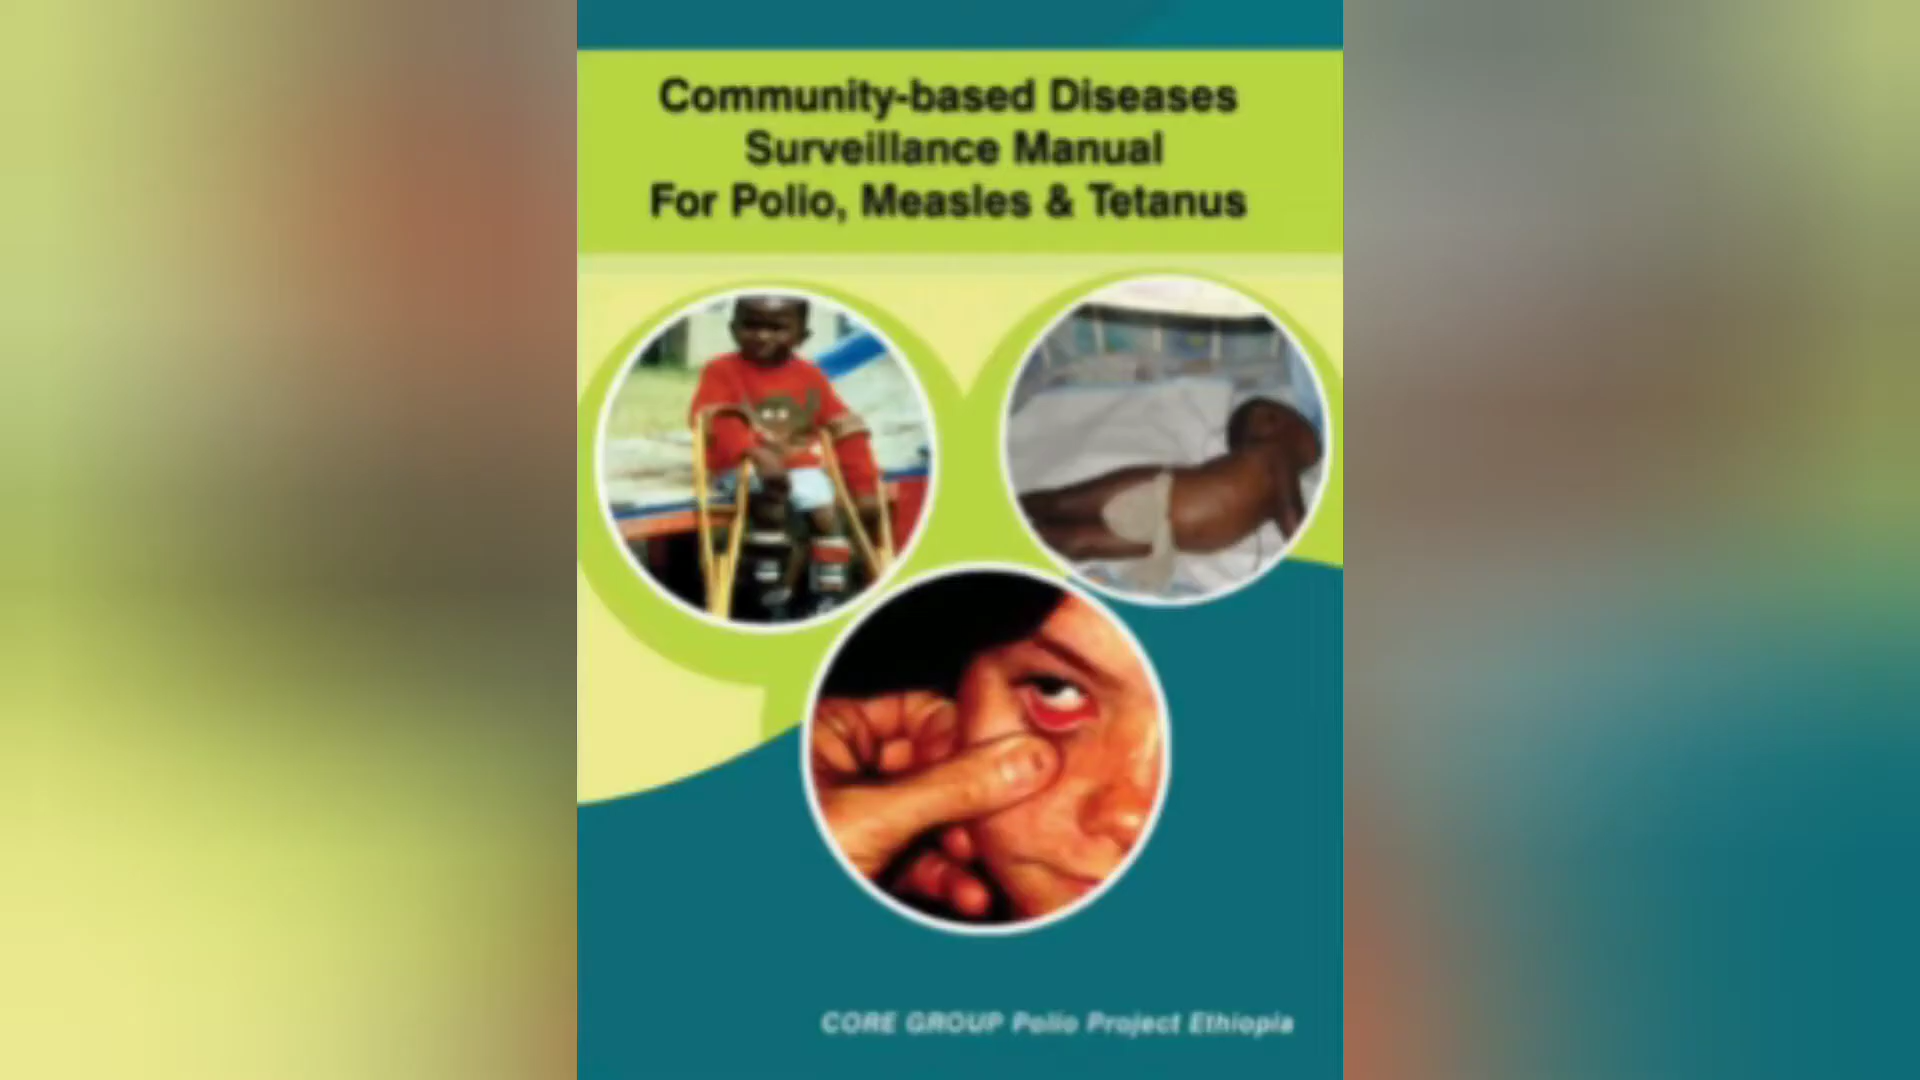 Community-based Diseases
Surveillance Manual
For Polio, Measles & Tetanus
CORE GROUP Polio Project Ethiopia